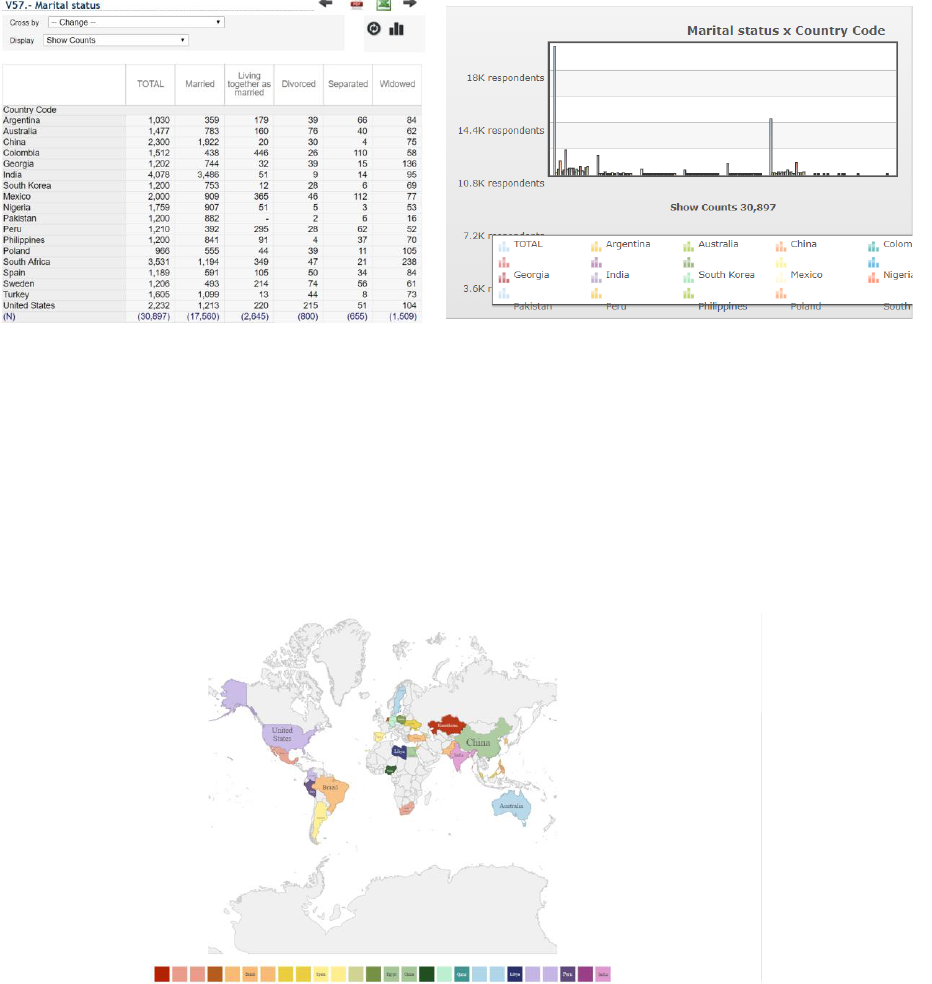 V57.- Marital status
Cross by -- Change --
Display Show Counts
TOTAL Married Living together as married Divorced Separated Widowed
Country Code
Argentina 1,030 359 179 39 66 84
Australia 1,477 783 160 76 40 62
China 2,300 1,922 20 30 4 75
Colombia 1,512 438 446 26 110 58
Georgia 1,202 744 32 39 15 136
India 4,078 3,486 51 9 14 95
South Korea 1,200 753 12 28 6 69
Mexico 2,000 909 365 46 112 77
Nigeria 1,759 907 51 5 3 53
Pakistan 1,200 882 - 2 6 16
Peru 1,210 392 295 28 62 52
Philippines 1,200 841 91 4 37 70
Poland 966 555 44 39 11 105
South Africa 3,531 1,194 349 47 21 238
Spain 1,189 591 105 50 34 84
Sweden 1,206 493 214 74 56 61
Turkey 1,605 1,099 13 44 8 73
United States 2,232 1,213 220 215 51 104
(N) (30,897) (17,560) (2,645) (800) (655) (1,509)
Marital status x Country Code
18K respondents
14.4K respondents
10.8K respondents
Show Counts 30,897
7.2K respondents
3.6K r
TOTAL Argentina Australia China Colom
Georgia India South Korea Mexico Nigeria
Pakistan Peru Philippines Poland South
United
States
China
Libya
Brazil
Australia
Libya
Peru
India